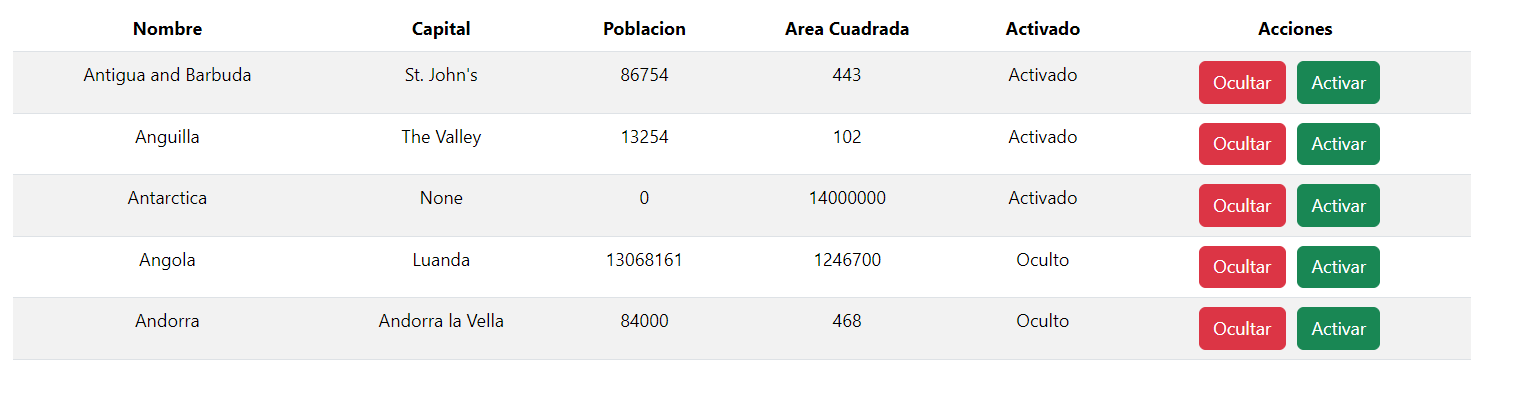 Nombre Capital Poblacion Area Cuadrada Activado Acciones
Antigua and Barbuda St. John's 86754 443 Activado Ocultar Activar
Anguilla The Valley 13254 102 Activado Ocultar Activar
Antarctica None 0 14000000 Activado Ocultar Activar
Angola Luanda 13068161 1246700 Oculto Ocultar Activar
Andorra Andorra la Vella 84000 468 Oculto Ocultar Activar